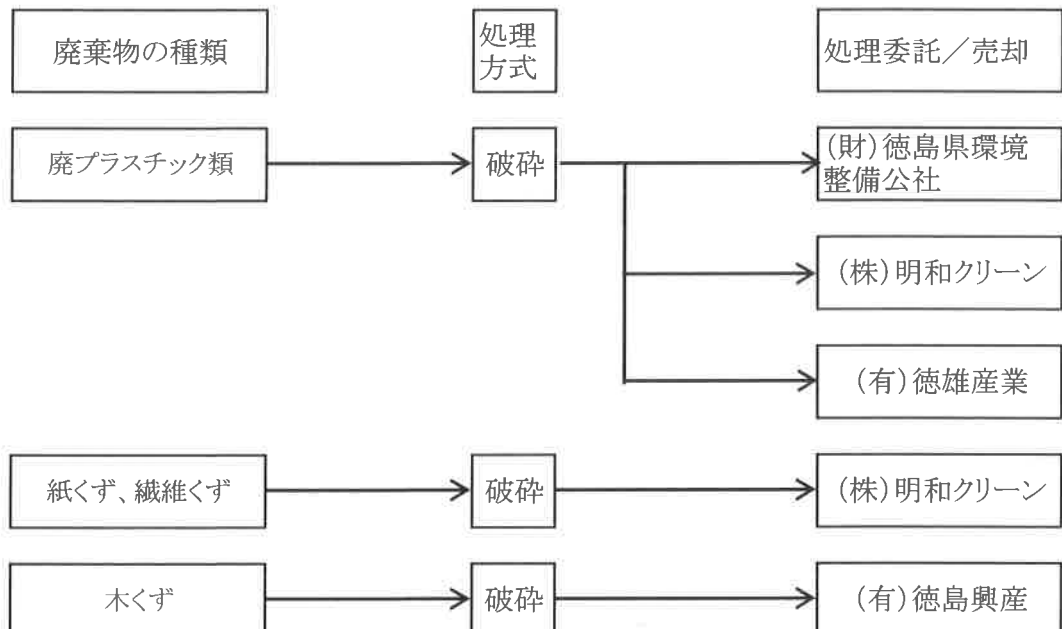 廃棄物の種類
処理
方式
処理委託／売却
廃プラスチック類
破砕
(財)徳島県環境
整備公社
(株)明和クリーン
(有)徳雄産業
紙くず、繊維くず
破砕
(株)明和クリーン
木くず
破砕
(有)徳島興産